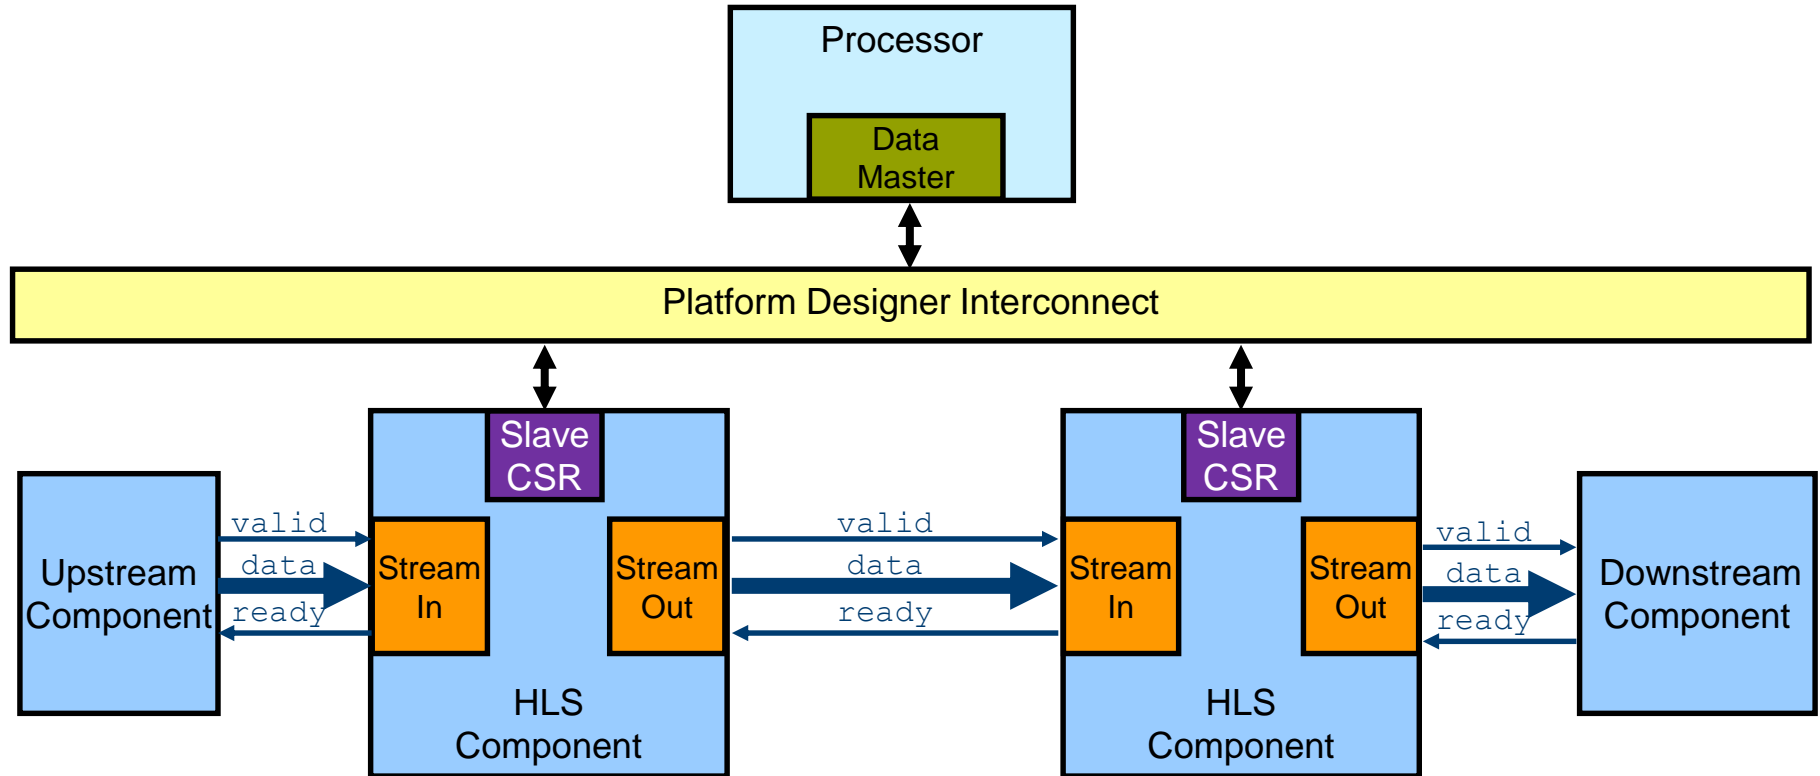 Processor
Data
Master
Platform Designer Interconnect
Slave
CSR
Slave
CSR
Upstream
Component
valid
data
ready
Stream
In
Stream
Out
HLS
Component
valid
data
ready
Stream
In
Stream
Out
HLS
Component
valid
data
ready
Downstream
Component